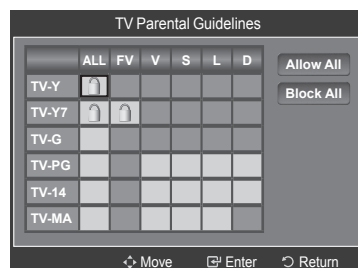 TV Parental Guidelines
ALL FV V S L D
Allow All
Block All
TV-Y
TV-Y7
TV-G
TV-PG
TV-14
TV-MA
Move Enter Return